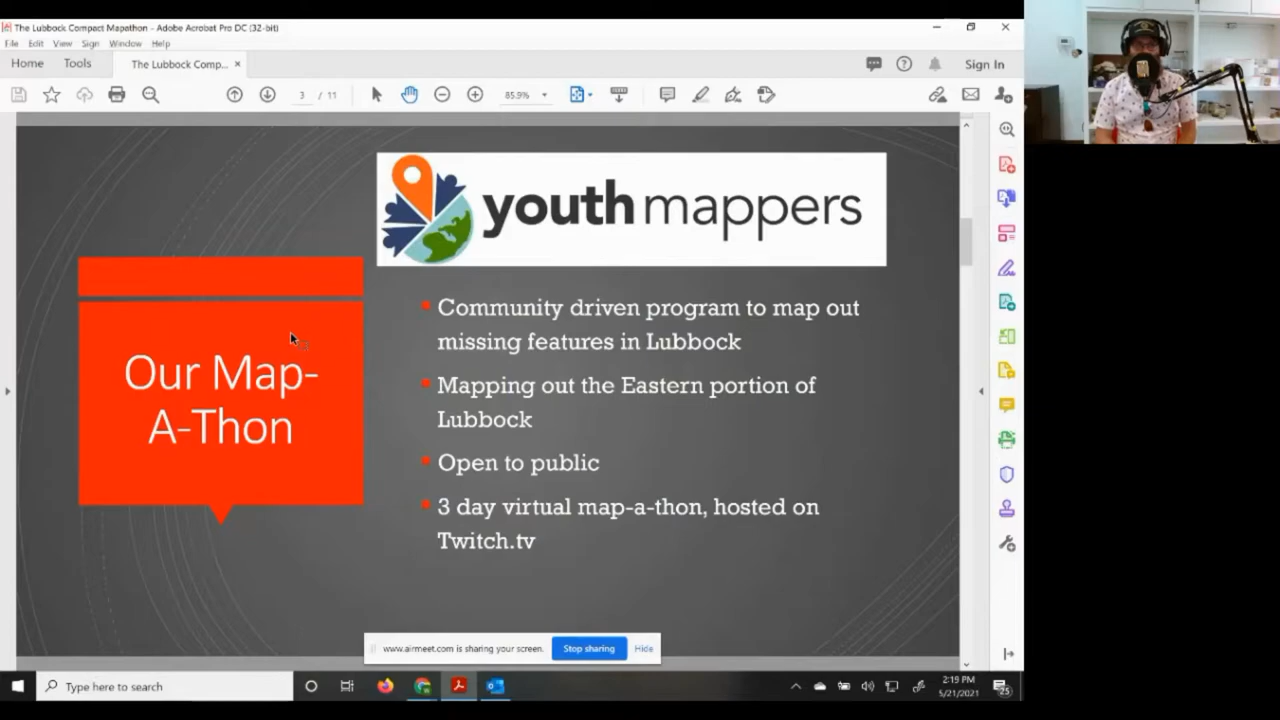 The Lubbock Compact Mapathon - Adobe Acrobat Pro DC (32-bit)
File Edit View Sign Window Help
Home Tools The Lubbock Comp... × Sign In
3 / 11 85.9%
youthmappers
Our Map-
A-Thon
Community driven program to map out
missing features in Lubbock
Mapping out the Eastern portion of
Lubbock
Open to public
3 day virtual map-a-thon, hosted on
Twitch.tv
www.airmeet.com is sharing your screen. Stop sharing Hide
Type here to search
2:19 PM
5/21/2021
25